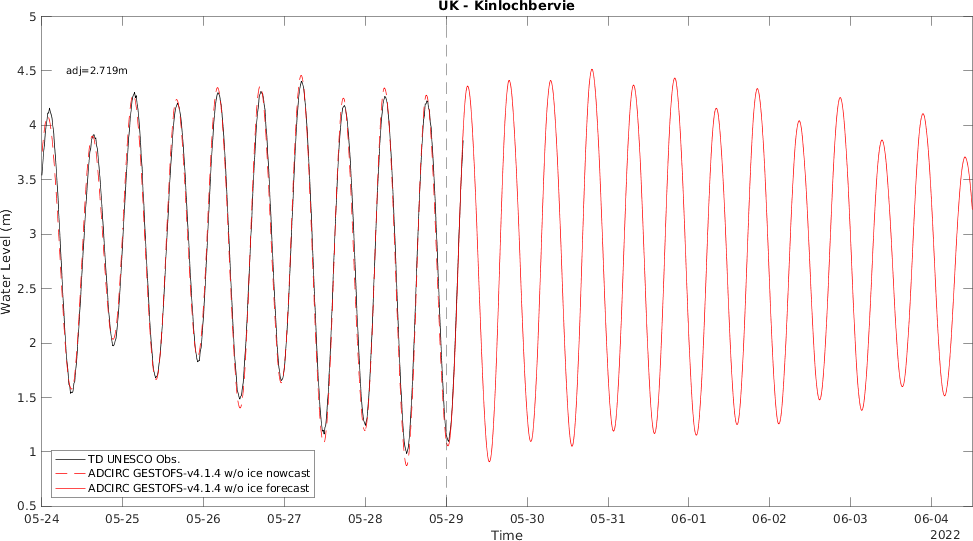 UK - Kinlochbervie
5
4.5
4
3.5
3
2.5
2
1.5
1
0.5
Water Level (m)
adj=2.719m
TD UNESCO Obs.
ADCIRC GESTOFS-v4.1.4 w/o ice nowcast
ADCIRC GESTOFS-v4.1.4 w/o ice forecast
05-24 05-25 05-26 05-27 05-28 05-29 05-30 05-31 06-01 06-02 06-03 06-04
Time
2022